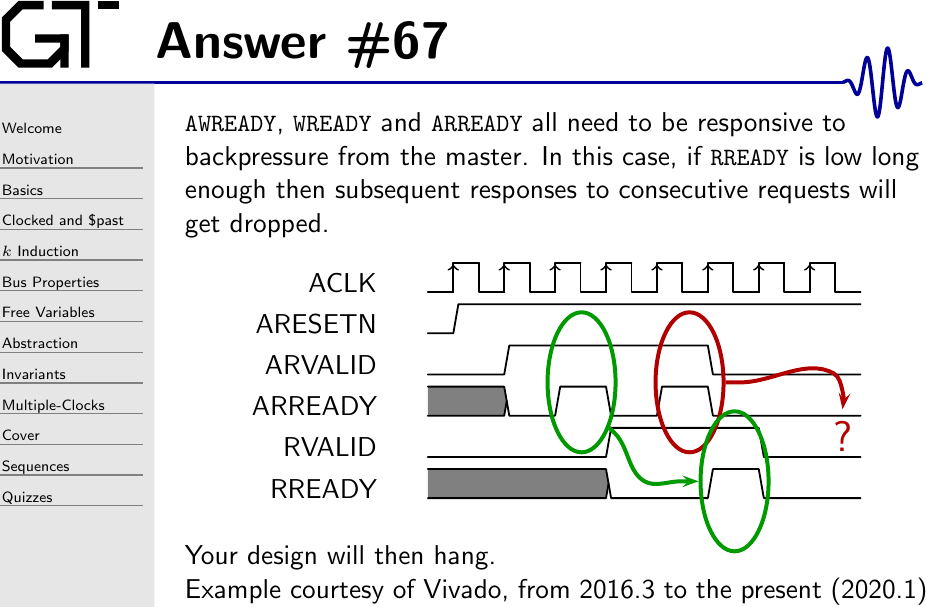 GT
Answer #67
Welcome
Motivation
Basics
Clocked and $past
k Induction
Bus Properties
Free Variables
Abstraction
Invariants
Multiple-Clocks
Cover
Sequences
Quizzes
AWREADY, WREADY and ARREADY all need to be responsive to
backpressure from the master. In this case, if RREADY is low long
enough then subsequent responses to consecutive requests will
get dropped.
ACLK
ARESETN
ARVALID
ARREADY
RVALID
?
RREADY
Your design will then hang.
Example courtesy of Vivado, from 2016.3 to the present (2020.1)